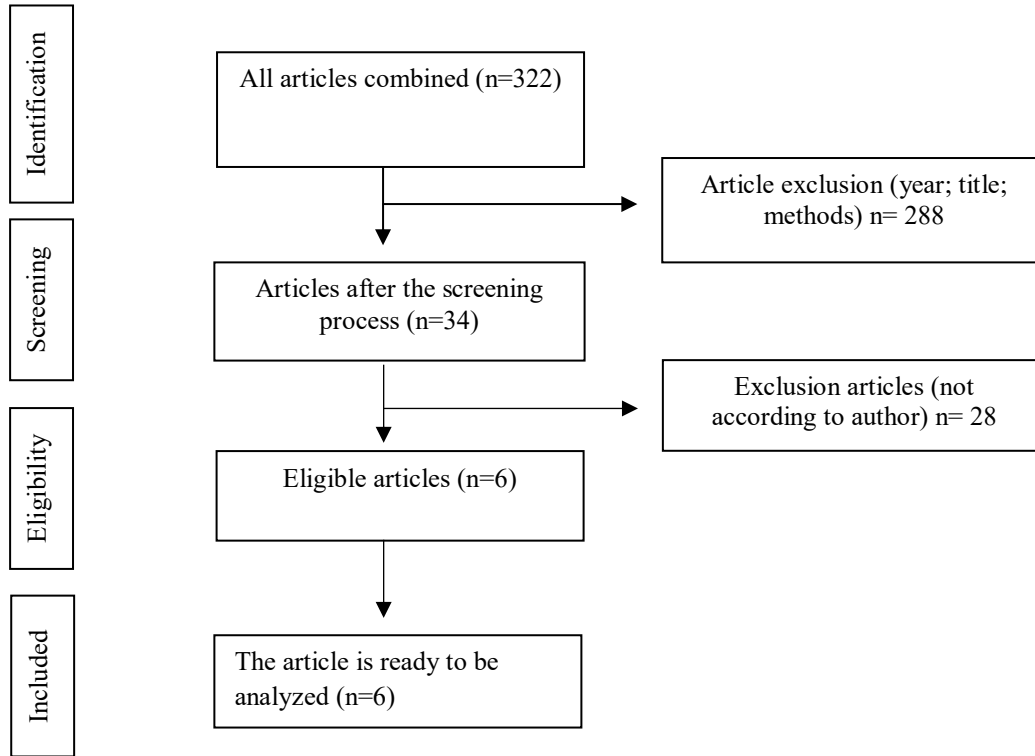 Identification
All articles combined (n=322)
Article exclusion (year; title;
methods) n= 288
Screening
Articles after the screening
process (n=34)
Exclusion articles (not
according to author) n= 28
Eligibility
Eligible articles (n=6)
Included
The article is ready to be
analyzed (n=6)